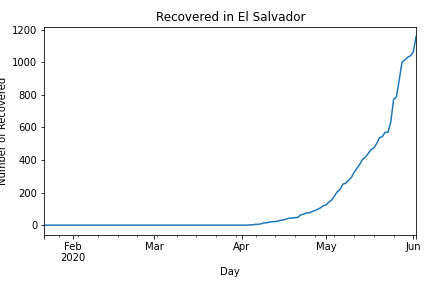 Recovered in El Salvador
Number of Recovered
1200
1000
800
600
400
200
0
Feb
2020
Mar
Apr
May
Jun
Day